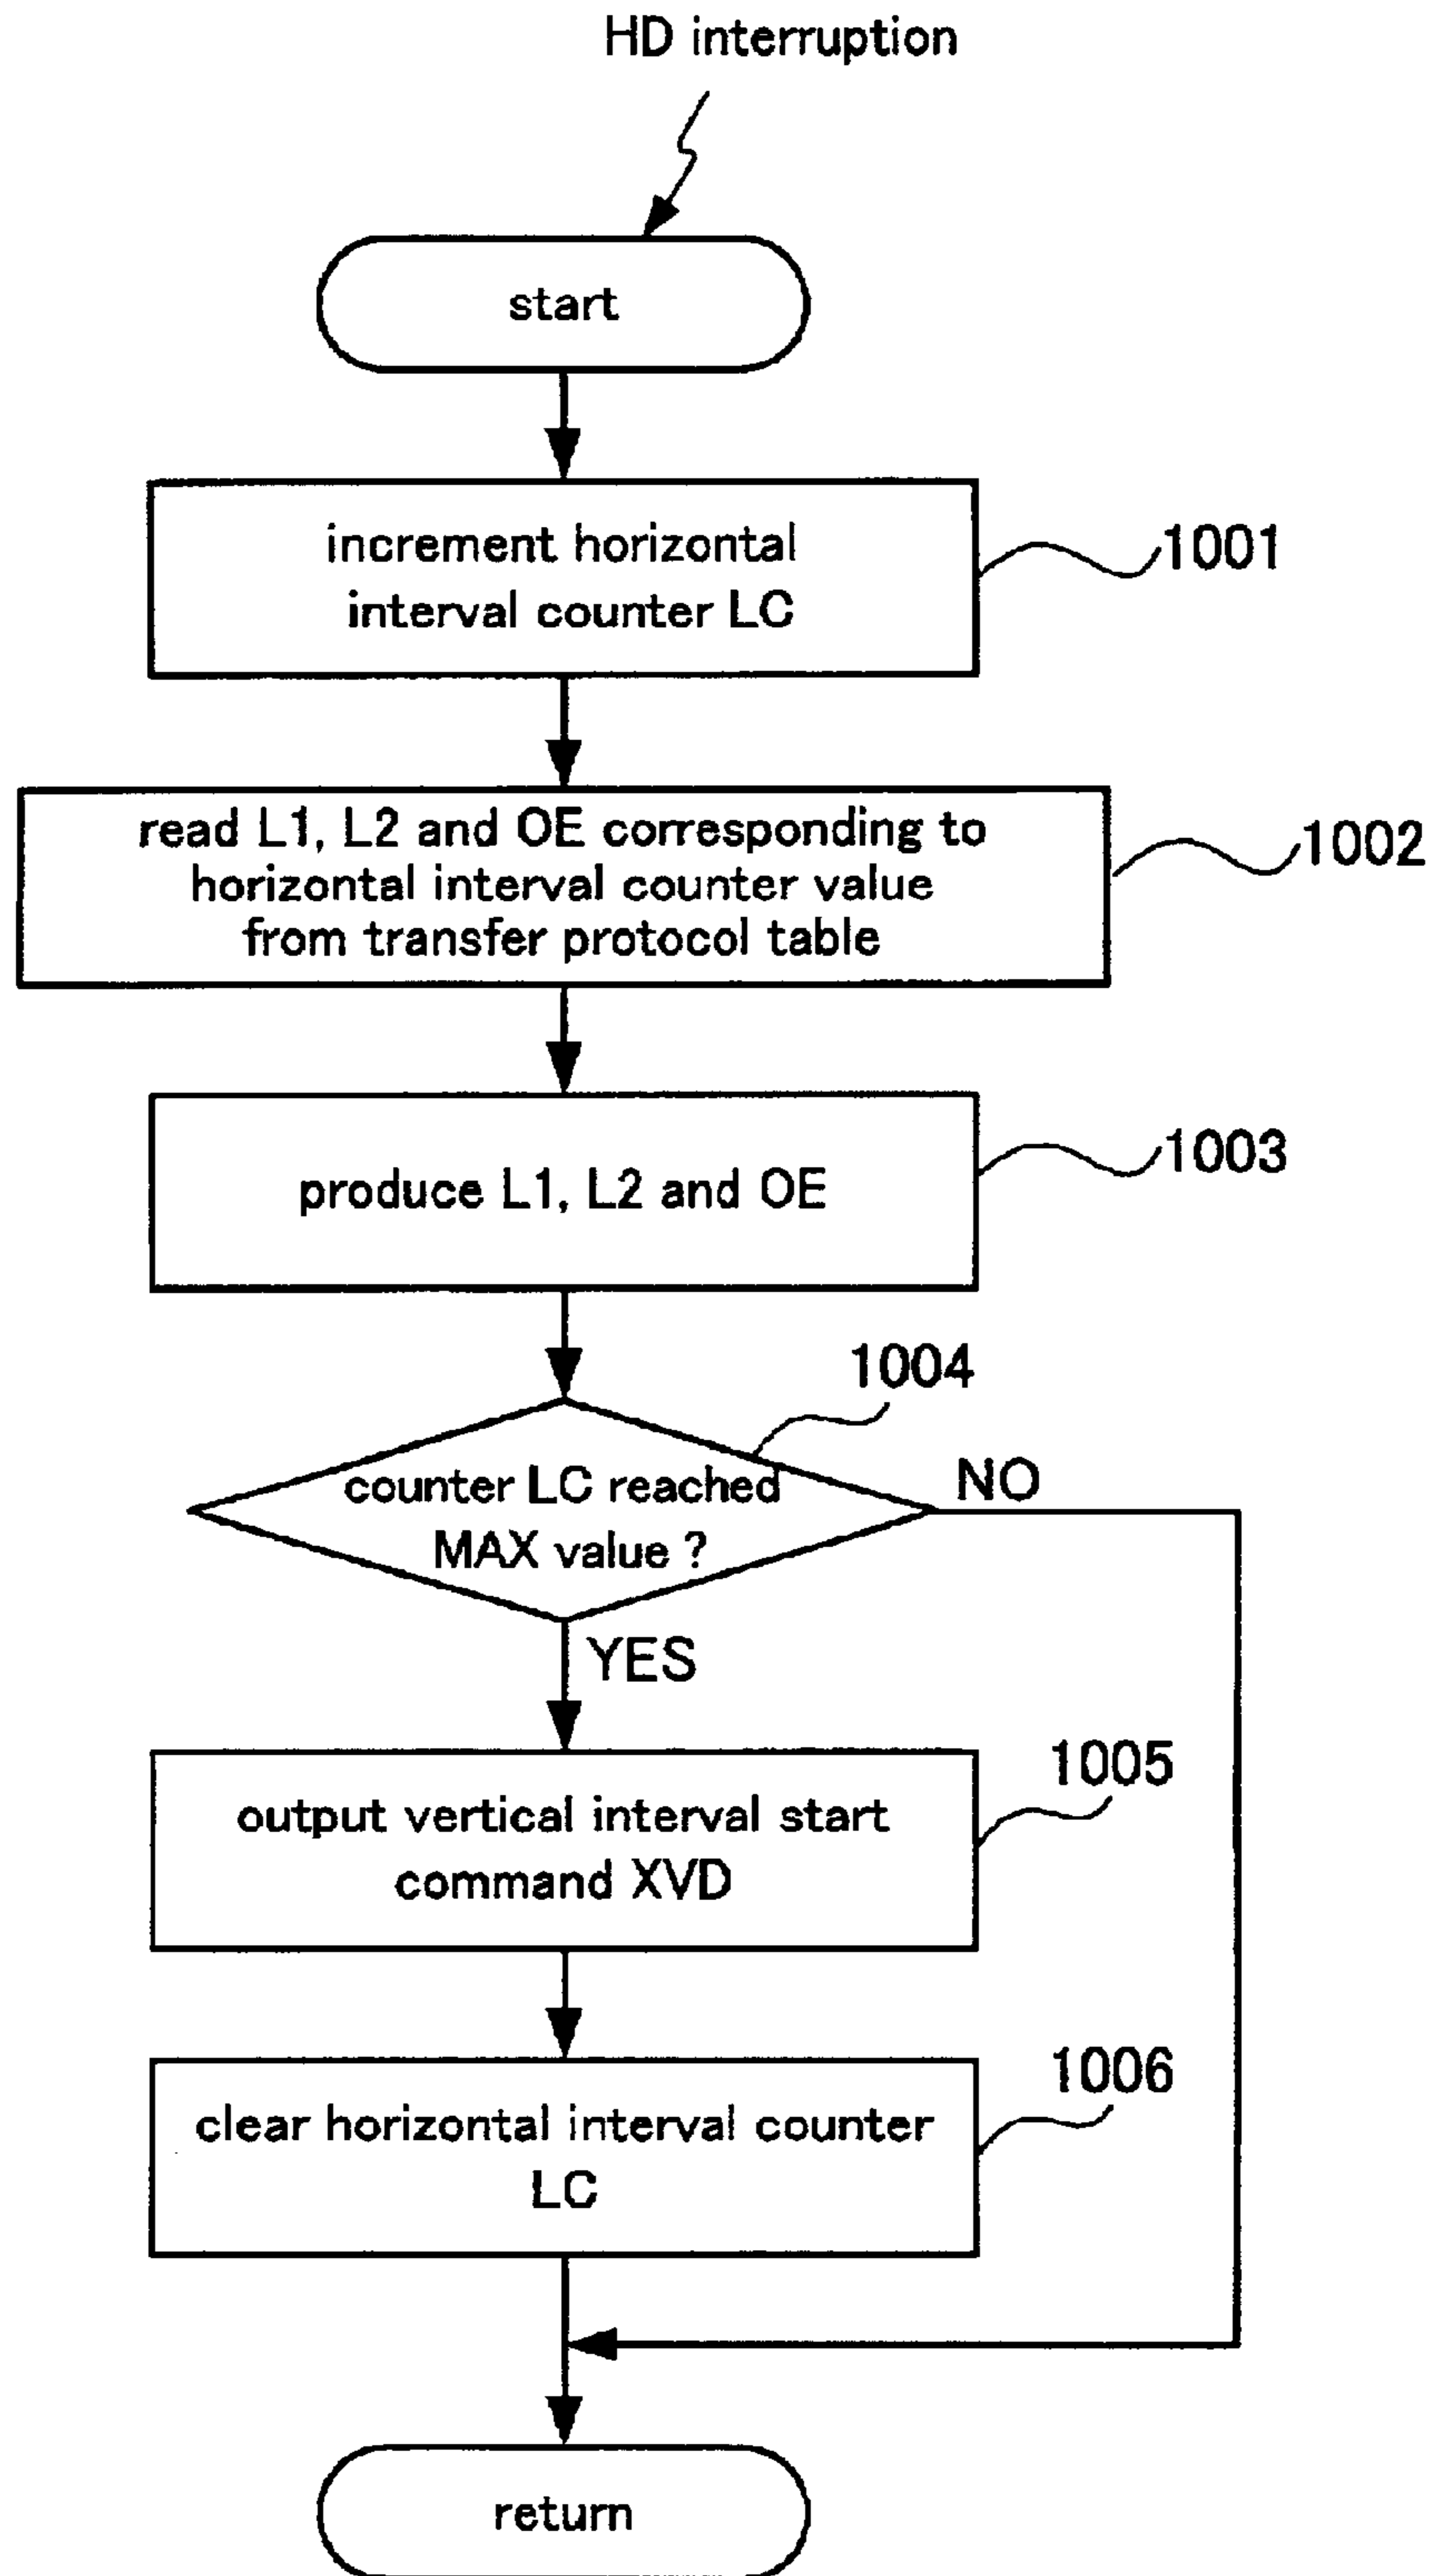 HD interruption
start
increment horizontal
interval counter LC
1001
read L1, L2 and OE corresponding to
horizontal interval counter value
from transfer protocol table
1002
produce L1, L2 and OE
1003
1004
counter LC reached
MAX value ?
NO
YES
output vertical interval start
command XVD
1005
clear horizontal interval counter
LC
1006
return